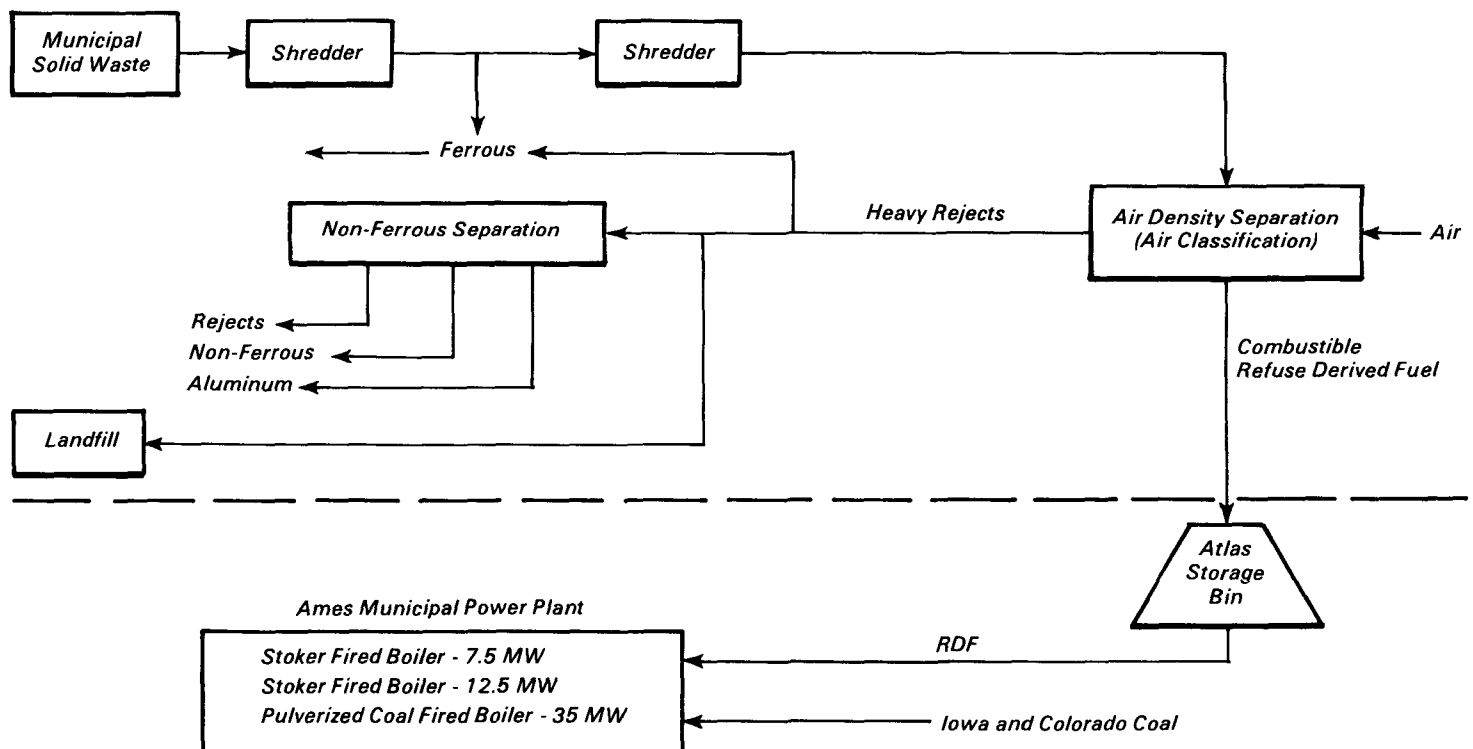 Municipal
Solid Waste
Shredder
Shredder
Ferrous
Non-Ferrous Separation
Heavy Rejects
Air Density Separation
(Air Classification)
Air
Rejects
Non-Ferrous
Aluminum
Combustible
Refuse Derived Fuel
Landfill
Atlas
Storage
Bin
Ames Municipal Power Plant
Stoker Fired Boiler - 7.5 MW
Stoker Fired Boiler - 12.5 MW
Pulverized Coal Fired Boiler - 35 MW
RDF
Iowa and Colorado Coal